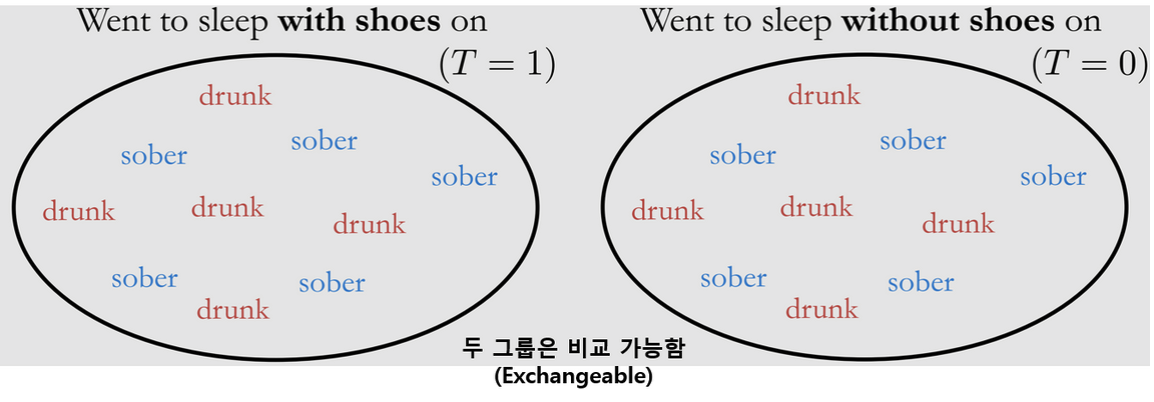 Went to sleep with shoes on
(T = 1)
drunk
sober
sober
sober
drunk
drunk
drunk
sober
sober
drunk
Went to sleep without shoes on
(T = 0)
drunk
sober
sober
sober
drunk
drunk
drunk
sober
sober
drunk
두 그룹은 비교 가능함
(Exchangeable)